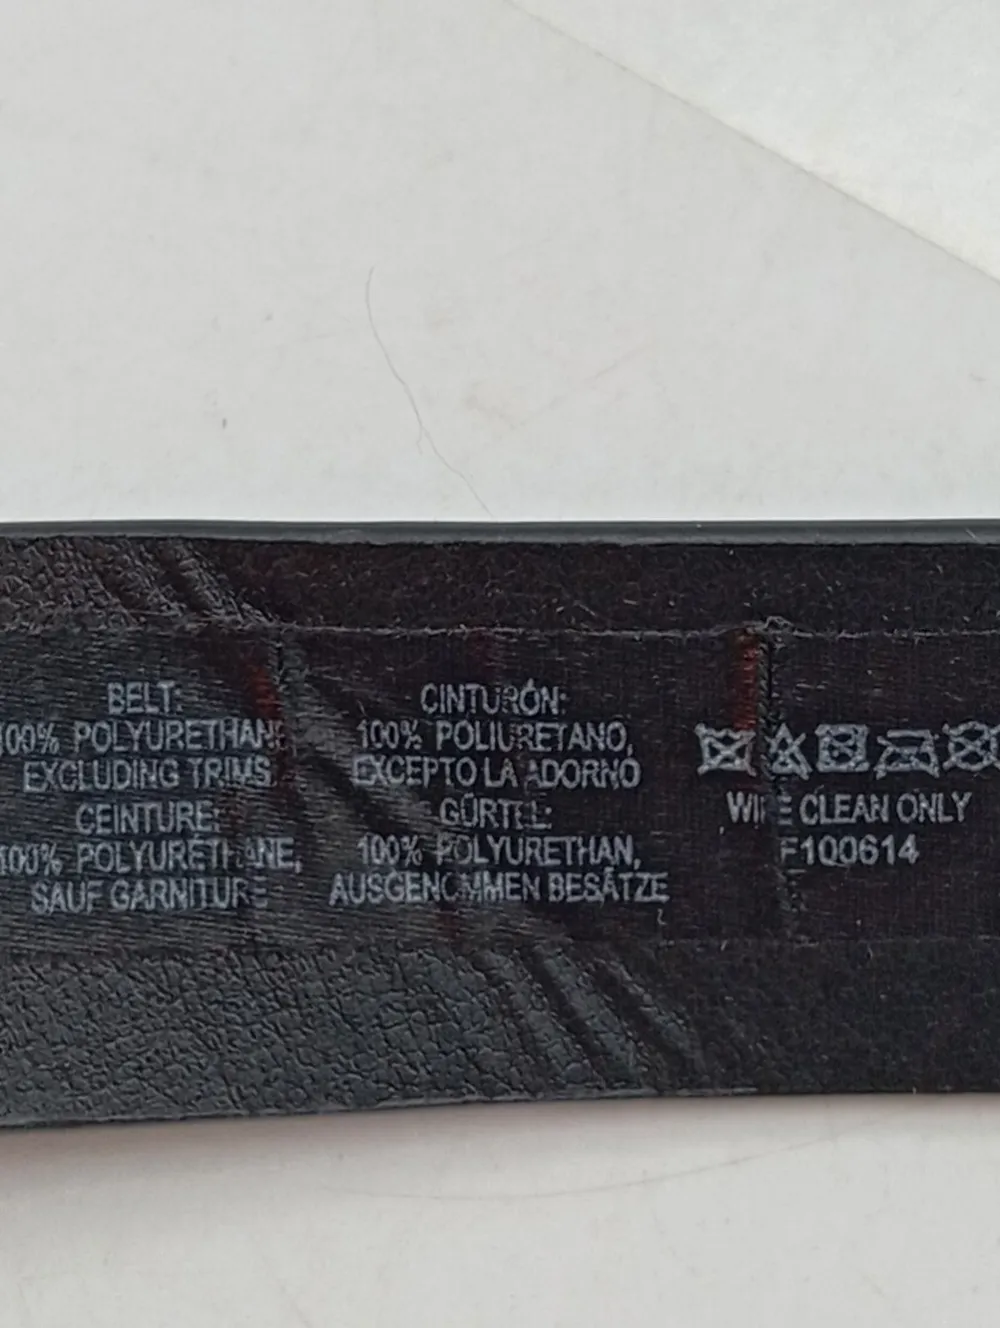 BELT:
100% POLYURETHANE
EXCLUDING TRIMS
CEINTURE:
100% POLYURETHANE,
SAUF GARNITURE
CINTURÓN:
100% POLIURETANO,
EXCEPTO LA ADORNO
GÜRTEL:
100% POLYURETHAN,
AUSGENOMMEN BESÄTZE
WIPE CLEAN ONLY
F100614